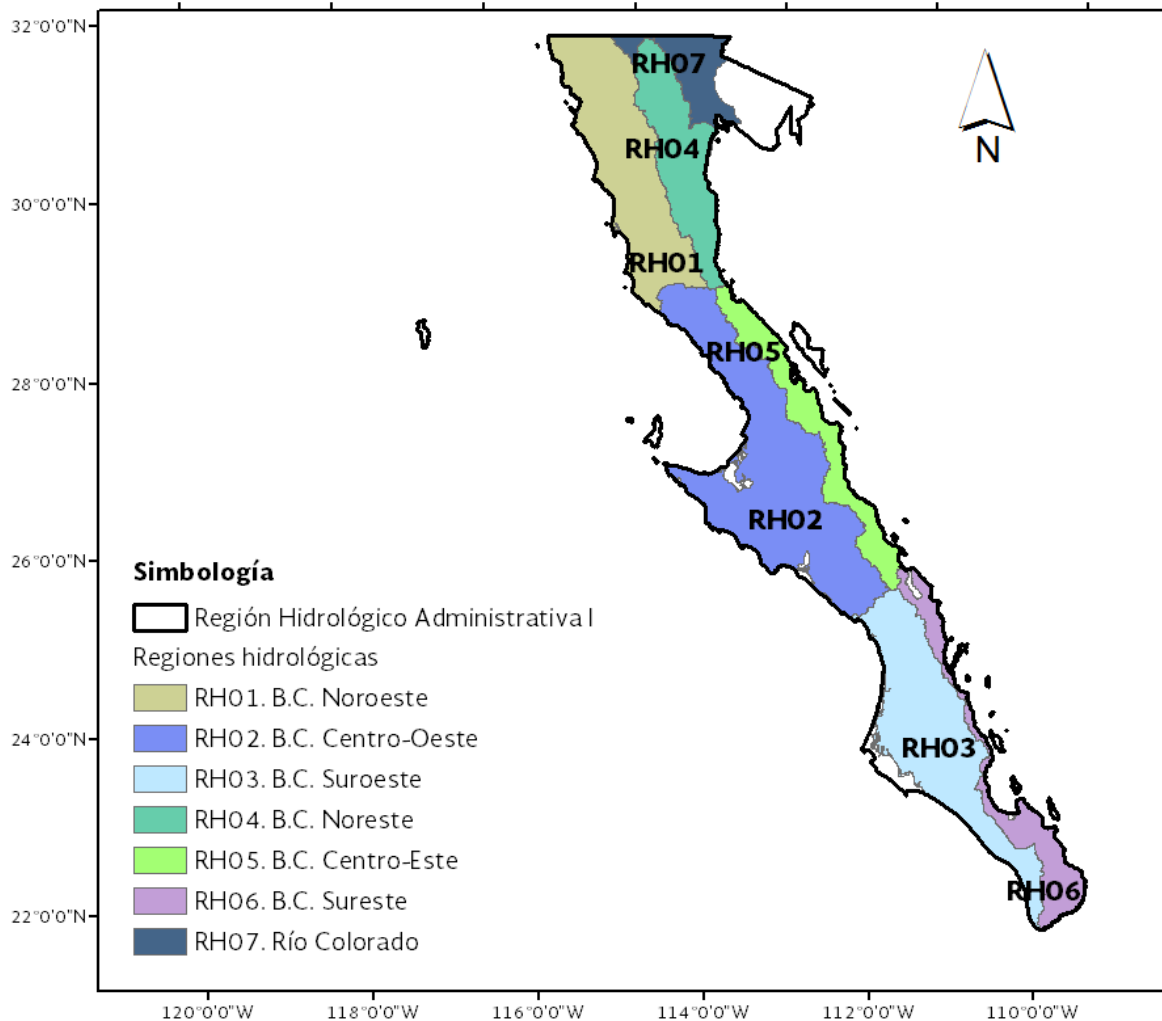 32°0'0"N
30°0'0"N
28°0'0"N
26°0'0"N
24°0'0"N
22°0'0"N
RH07
RH04
RH01
RH05
RH02
RH03
RH06
N
Simbología
Región Hidrológico Administrativa I
Regiones hidrológicas
RH01. B.C. Noroeste
RH02. B.C. Centro-Oeste
RH03. B.C. Suroeste
RH04. B.C. Noreste
RH05. B.C. Centro-Este
RH06. B.C. Sureste
RH07. Río Colorado
120°0'0"W 118°0'0"W 116°0'0"W 114°0'0"W 112°0'0"W 110°0'0"W